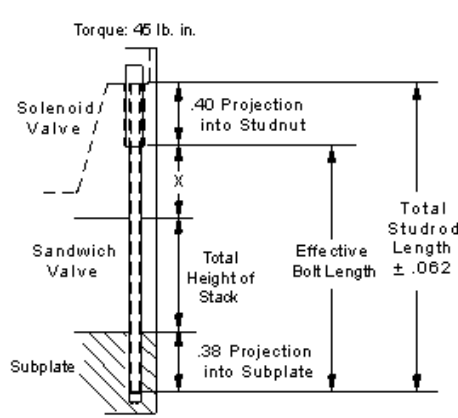 Torque: 45 lb. in.
Solenoid
Valve
.40 Projection
into Studnut
X
Sandwich
Valve
Total
Height of
Stack
Effective
Bolt Length
Total
Studrod
Length
± .062
Subplate
.38 Projection
into Subplate